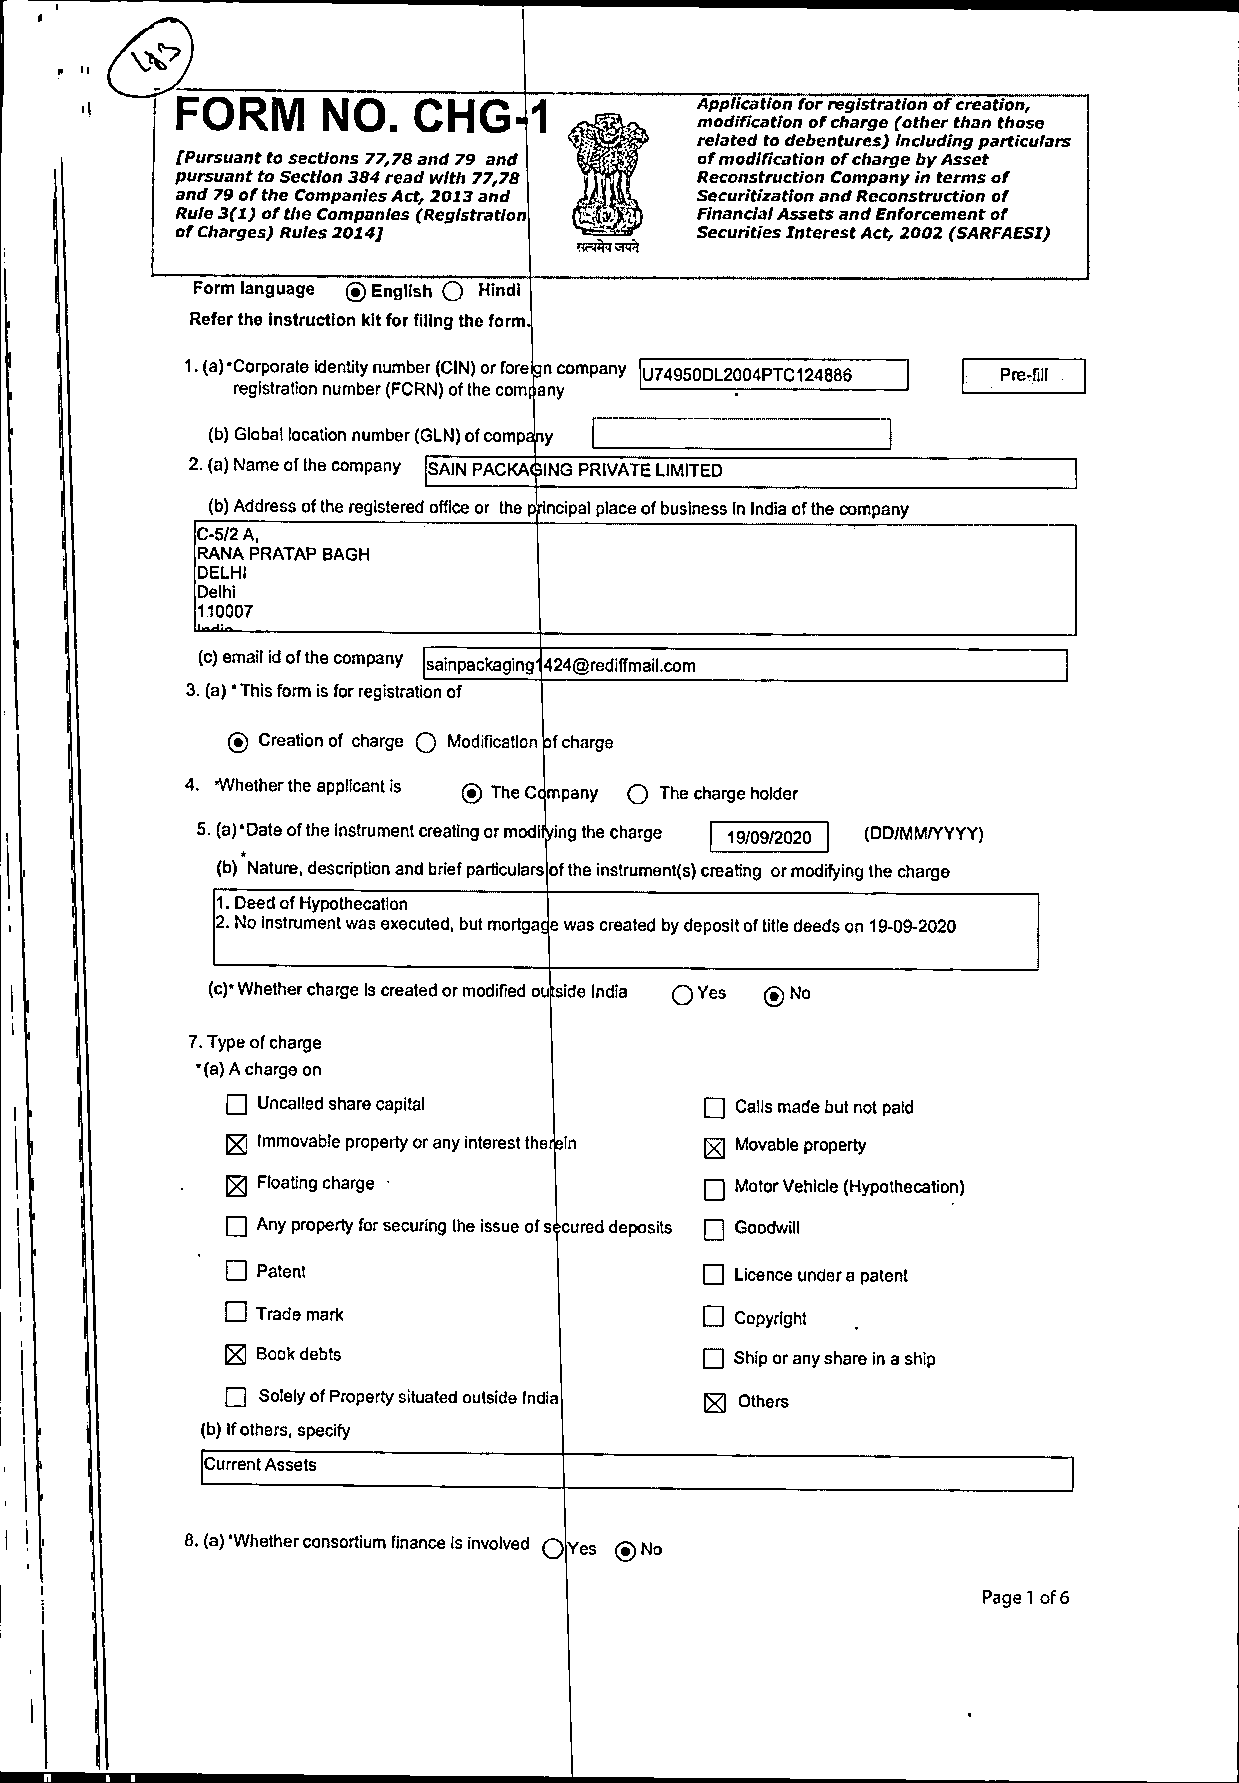 FORM NO. CHG-1
[Pursuant to sections 77,78 and 79 and
pursuant to Section 384 read with 77,78
and 79 of the Companies Act, 2013 and
Rule 3(1) of the Companies (Registration
of Charges) Rules 2014]
सत्यमेव जयते
Application for registration of creation,
modification of charge (other than those
related to debentures) including particulars
of modification of charge by Asset
Reconstruction Company in terms of
Securitization and Reconstruction of
Financial Assets and Enforcement of
Securities Interest Act, 2002 (SARFAESI)
Form language English Hindi
Refer the instruction kit for filing the form.
1. (a)*Corporate identity number (CIN) or foreign company U74950DL2004PTC124886 Pre-fill
registration number (FCRN) of the company
(b) Global location number (GLN) of company
2. (a) Name of the company SAIN PACKAGING PRIVATE LIMITED
(b) Address of the registered office or the principal place of business in India of the company
C-5/2 A,
RANA PRATAP BAGH
DELHI
Delhi
110007
India
(c) email id of the company sainpackaging1424@rediffmail.com
3. (a) *This form is for registration of
Creation of charge Modification of charge
4. *Whether the applicant is The Company The charge holder
5. (a)*Date of the instrument creating or modifying the charge 19/09/2020 (DD/MM/YYYY)
(b) *Nature, description and brief particulars of the instrument(s) creating or modifying the charge
1. Deed of Hypothecation
2. No instrument was executed, but mortgage was created by deposit of title deeds on 19-09-2020
(c)* Whether charge is created or modified outside India Yes No
7. Type of charge
*(a) A charge on
Uncalled share capital Calls made but not paid
Immovable property or any interest therein Movable property
Floating charge Motor Vehicle (Hypothecation)
Any property for securing the issue of secured deposits Goodwill
Patent Licence under a patent
Trade mark Copyright
Book debts Ship or any share in a ship
Solely of Property situated outside India Others
(b) If others, specify
Current Assets
8. (a) *Whether consortium finance is involved Yes No
Page 1 of 6